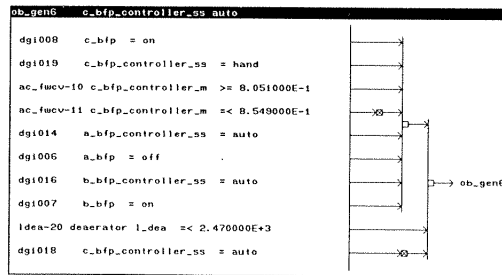 ob_gen6 c_bfp_controller_ss auto
dgi008 c_bfp = on
dgi019 c_bfp_controller_ss = hand
ac_fwcv-10 c_bfp_controller_m >= 8.051000E-1
ac_fwcv-11 c_bfp_controller_m =< 8.549000E-1
dgi014 a_bfp_controller_ss = auto
dgi006 a_bfp = off
dgi016 b_bfp_controller_ss = auto
ob_gen6
dgi007 b_bfp = on
ldea-20 deaerator l_dea =< 2.470000E+3
dgi018 c_bfp_controller_ss = auto